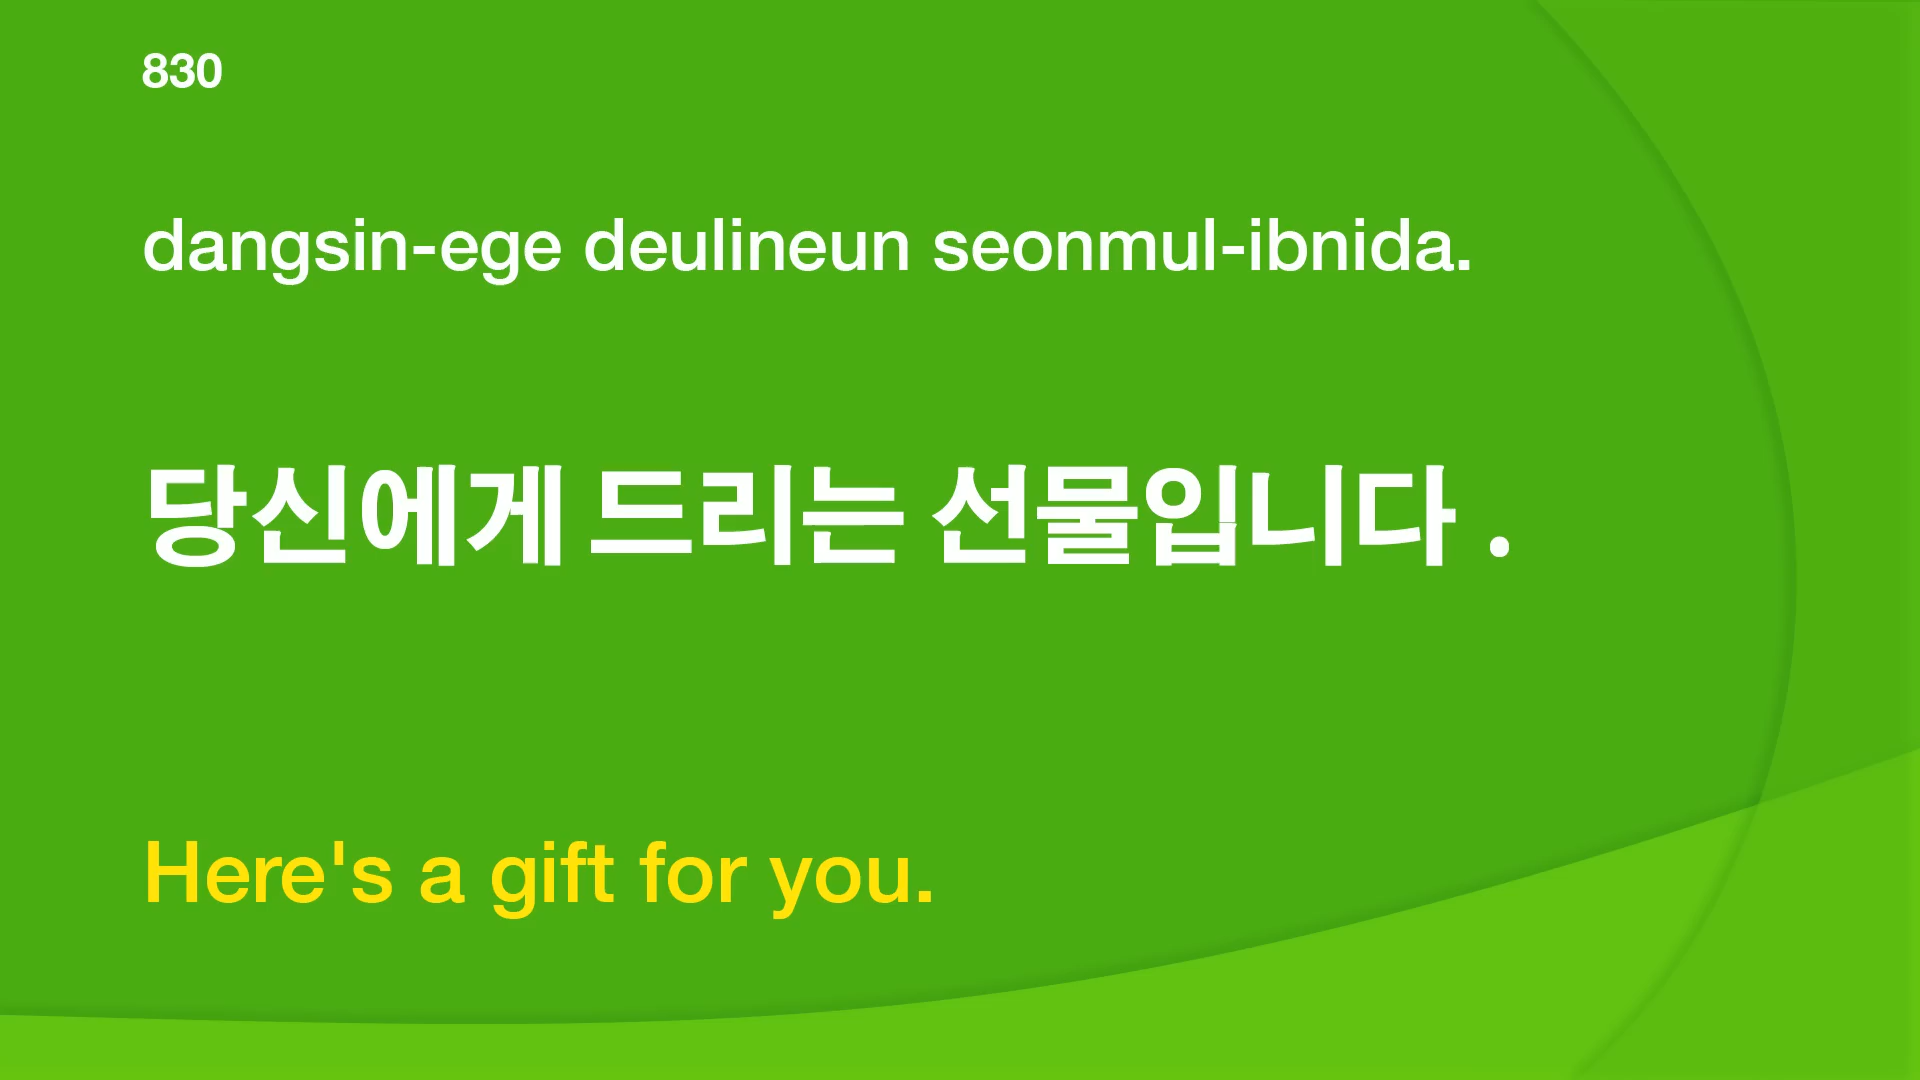 830
dangsin-ege deulineun seonmul-ibnida.
당신에게 드리는 선물입니다 .
Here's a gift for you.